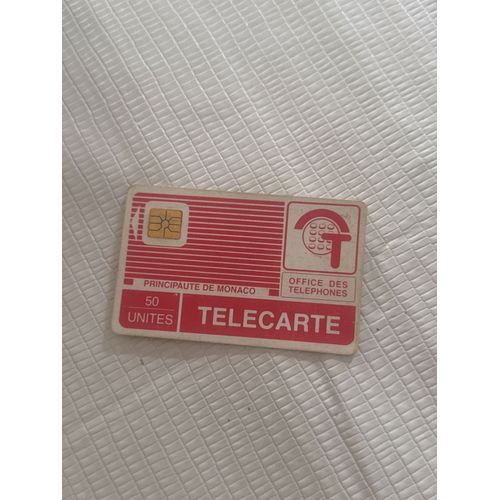 PRINCIPAUTE DE MONACO
OFFICE DES
TELEPHONES
50
UNITES
TELECARTE